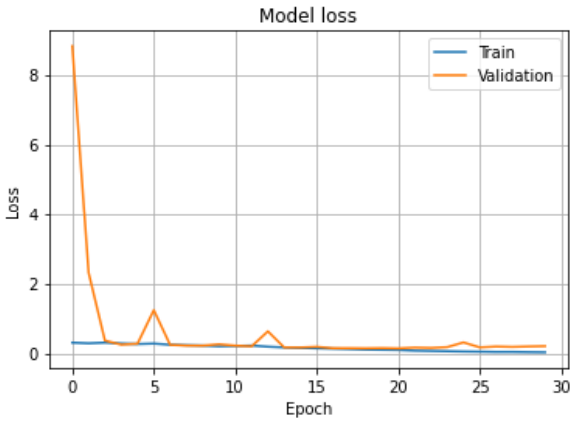 Model loss
Train
Validation
8
6
4
2
0
Loss
0 5 10 15 20 25 30
Epoch